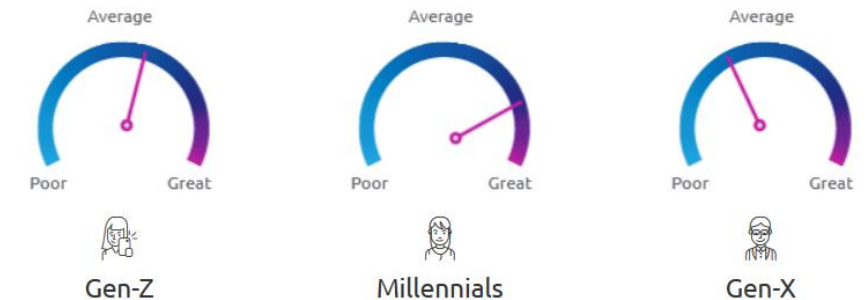 Average
Poor
Great
Gen-Z
Average
Poor
Great
Millennials
Average
Poor
Great
Gen-X